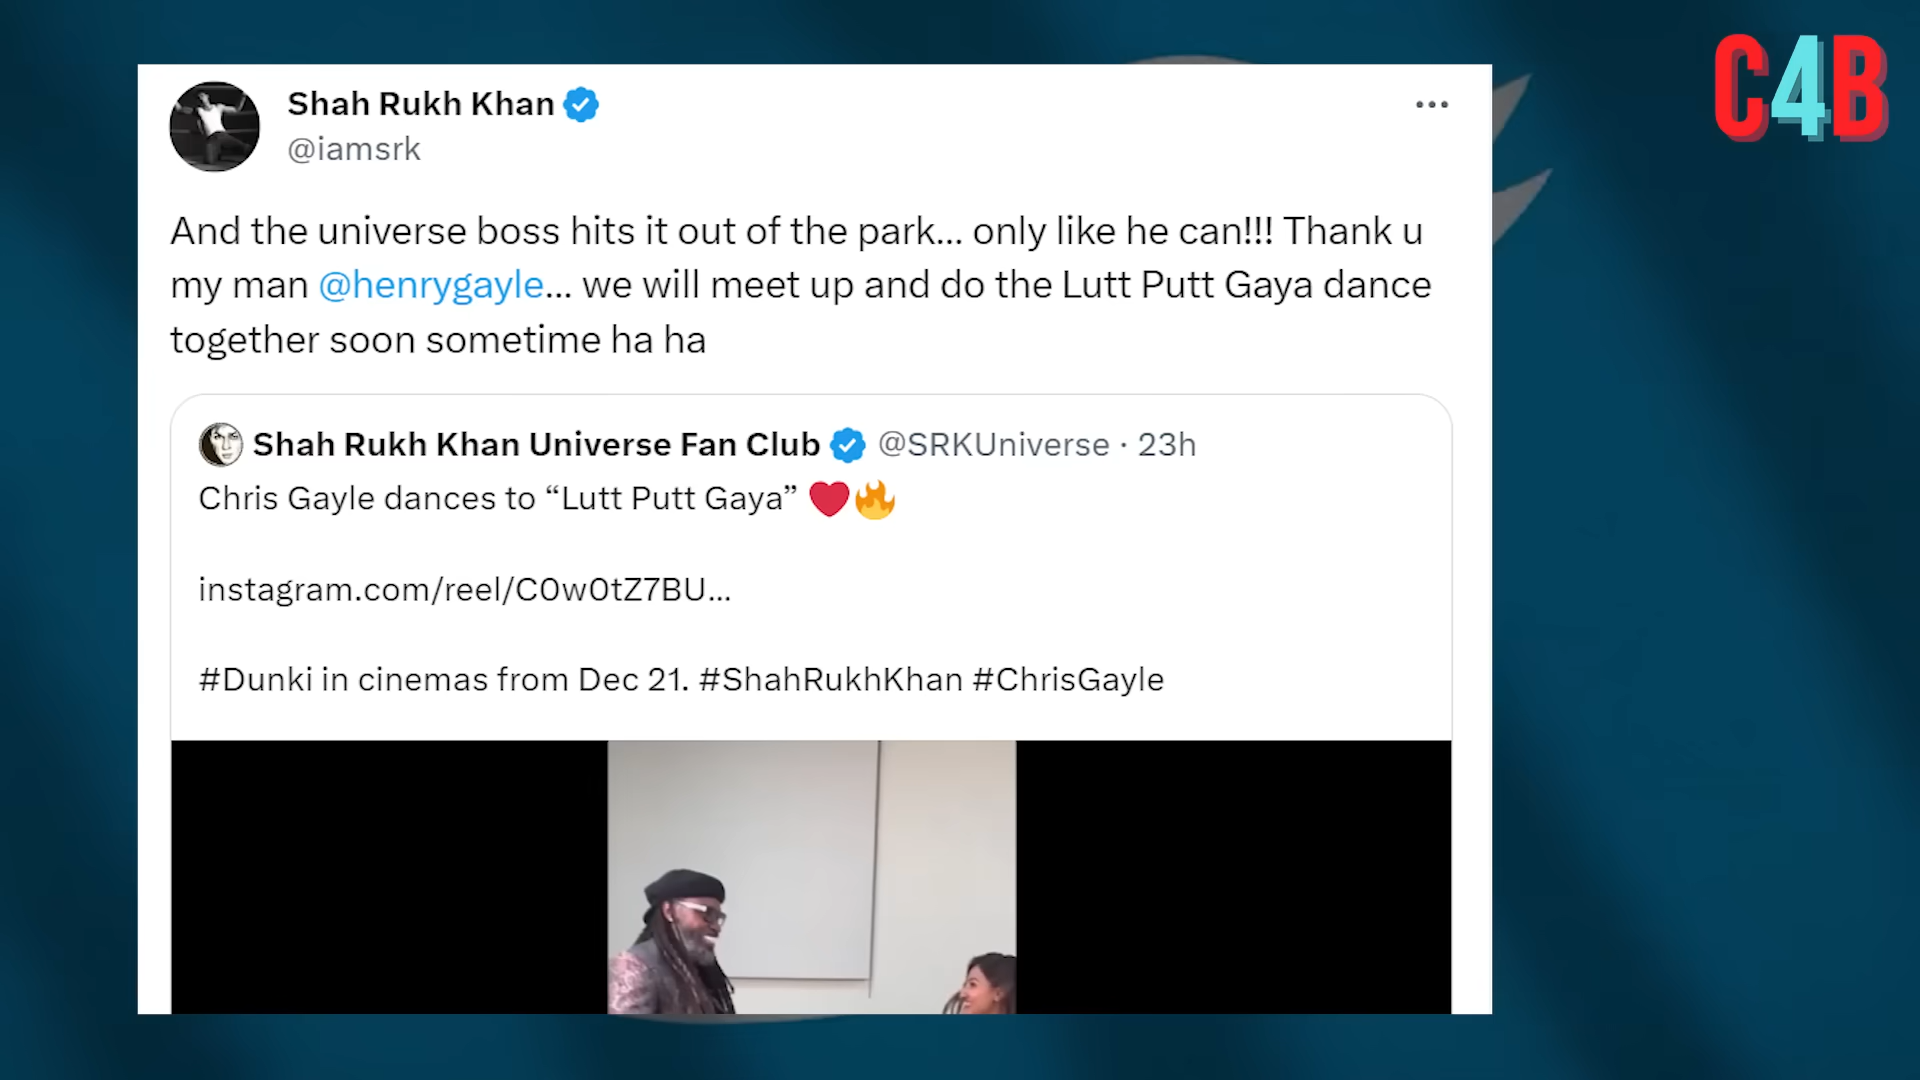 C4B
Shah Rukh Khan
@iamsrk
And the universe boss hits it out of the park... only like he can!!! Thank u
my man @henrygayle... we will meet up and do the Lutt Putt Gaya dance
together soon sometime ha ha
Shah Rukh Khan Universe Fan Club @SRKUniverse · 23h
Chris Gayle dances to “Lutt Putt Gaya” ❤️🔥
instagram.com/reel/C0w0tZ7BU...
#Dunki in cinemas from Dec 21. #ShahRukhKhan #ChrisGayle